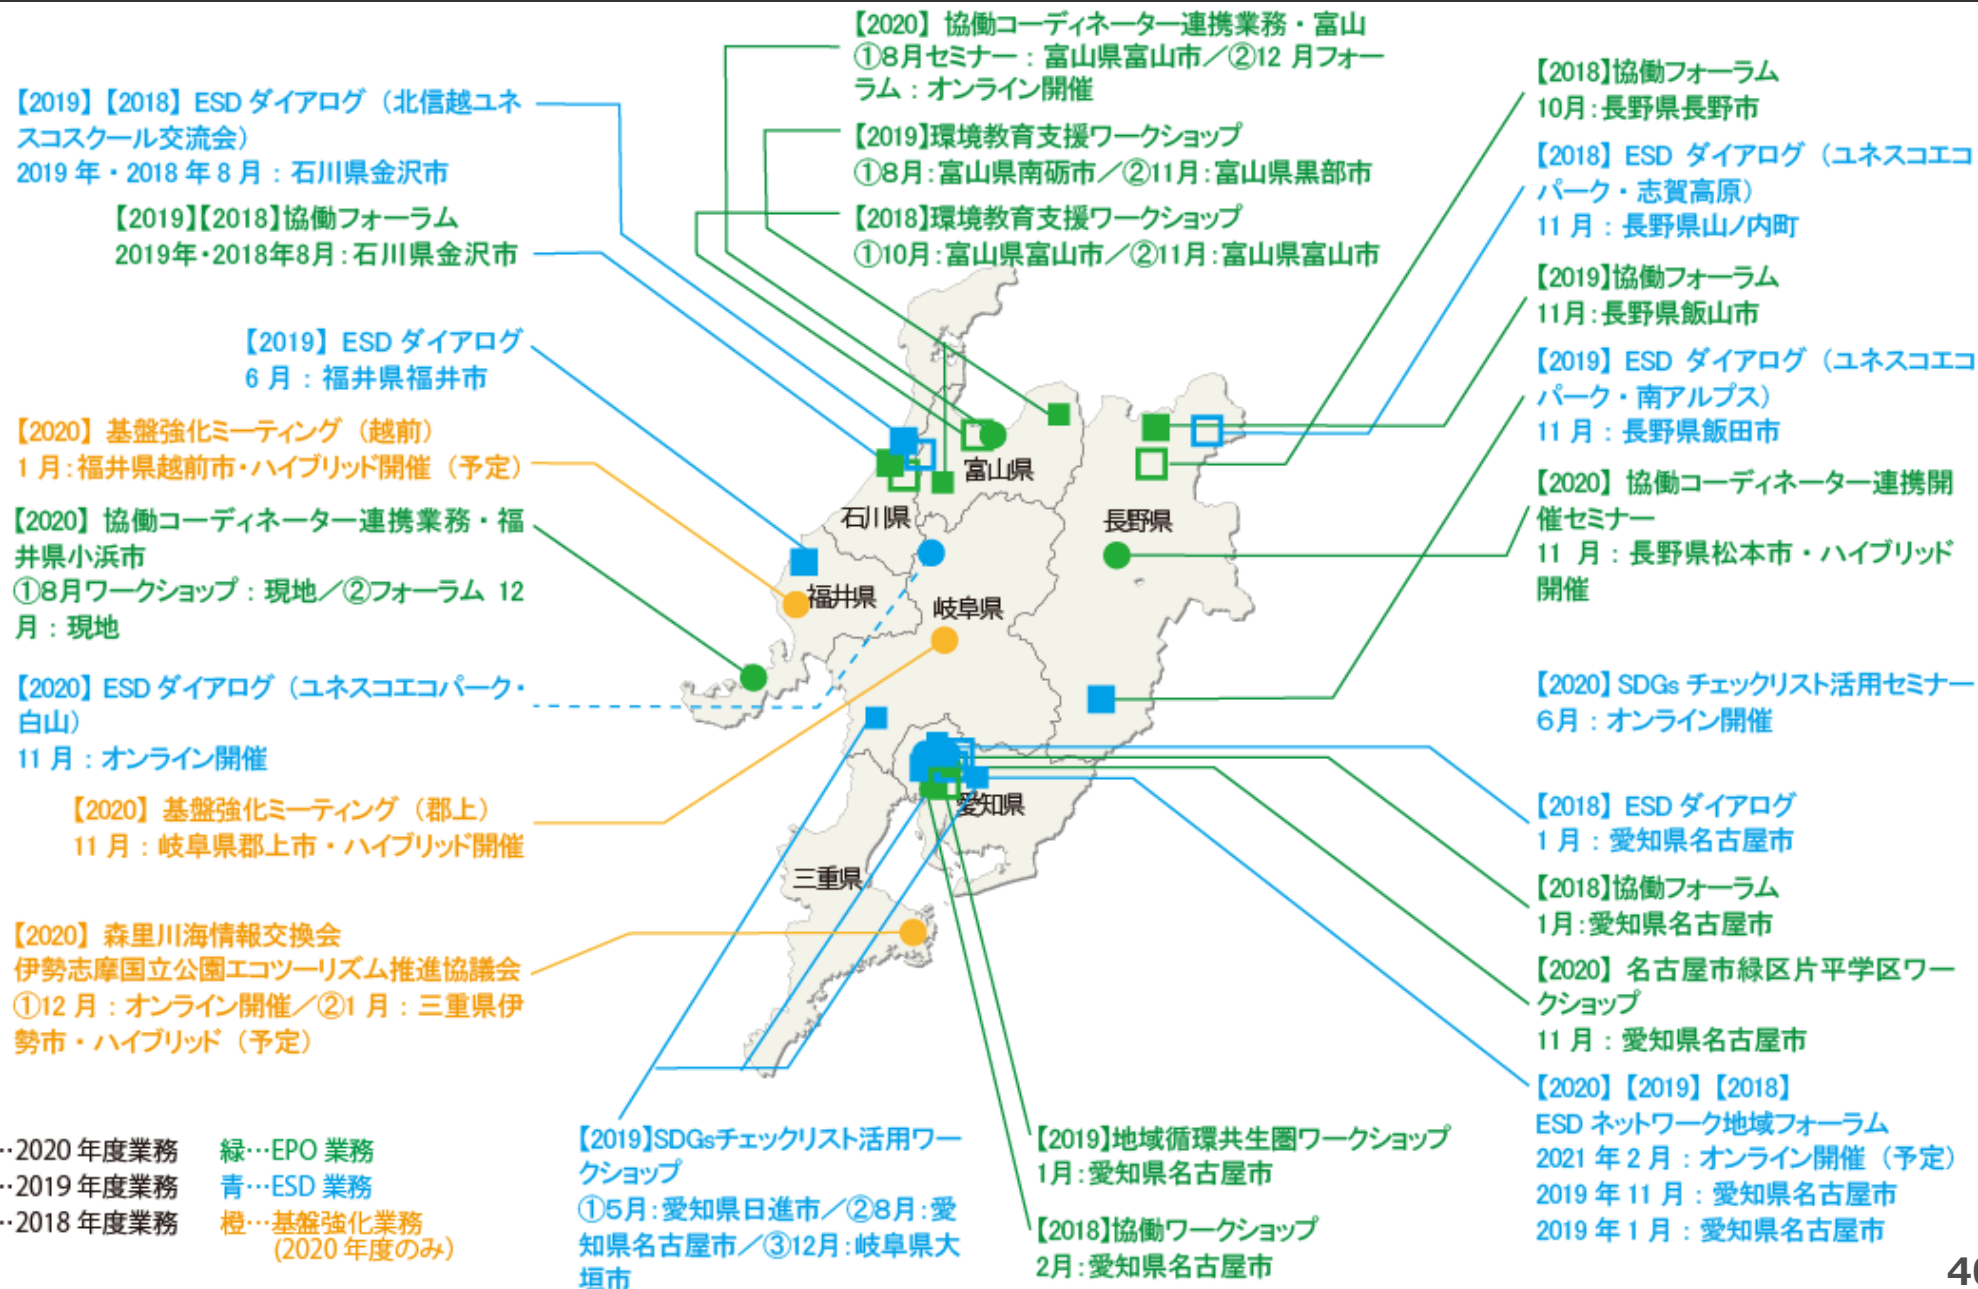 【2020】協働コーディネーター連携業務・富山
①8月セミナー：富山県富山市／②12 月フォー
ラム：オンライン開催
【2019】環境教育支援ワークショップ
①8月：富山県南砺市／②11月：富山県黒部市
【2018】環境教育支援ワークショップ
①10月：富山県富山市／②11月：富山県富山市
【2019】【2018】ESD ダイアログ（北信越ユネ
スコスクール交流会）
2019 年・2018 年 8 月：石川県金沢市
【2019】【2018】協働フォーラム
2019年・2018年8月：石川県金沢市
【2019】ESD ダイアログ
6 月：福井県福井市
【2020】基盤強化ミーティング（越前）
1 月：福井県越前市・ハイブリッド開催（予定）
【2020】協働コーディネーター連携業務・福
井県小浜市
①8月ワークショップ：現地／②フォーラム 12
月：現地
【2020】ESD ダイアログ（ユネスコエコパーク・
白山）
11 月：オンライン開催
【2020】基盤強化ミーティング（郡上）
11 月：岐阜県郡上市・ハイブリッド開催
【2020】森里川海情報交換会
伊勢志摩国立公園エコツーリズム推進協議会
①12 月：オンライン開催／②1 月：三重県伊
勢市・ハイブリッド（予定）
富山県
石川県
長野県
福井県
岐阜県
愛知県
三重県
【2018】協働フォーラム
10月：長野県長野市
【2018】ESD ダイアログ（ユネスコエコ
パーク・志賀高原）
11 月：長野県山ノ内町
【2019】協働フォーラム
11月：長野県飯山市
【2019】ESD ダイアログ（ユネスコエコ
パーク・南アルプス）
11 月：長野県飯田市
【2020】協働コーディネーター連携開
催セミナー
11 月：長野県松本市・ハイブリッド
開催
【2020】SDGs チェックリスト活用セミナー
6月：オンライン開催
【2018】ESD ダイアログ
1 月：愛知県名古屋市
【2018】協働フォーラム
1月：愛知県名古屋市
【2020】名古屋市緑区片平学区ワー
クショップ
11 月：愛知県名古屋市
【2020】【2019】【2018】
ESD ネットワーク地域フォーラム
2021 年 2 月：オンライン開催（予定）
2019 年 11 月：愛知県名古屋市
2019 年 1 月：愛知県名古屋市
【2019】SDGsチェックリスト活用ワー
クショップ
①5月：愛知県日進市／②8月：愛
知県名古屋市／③12月：岐阜県大
垣市
【2019】地域循環共生圏ワークショップ
1月：愛知県名古屋市
【2018】協働ワークショップ
2月：愛知県名古屋市
…2020 年度業務 緑…EPO 業務
…2019 年度業務 青…ESD 業務
…2018 年度業務 橙…基盤強化業務
(2020 年度のみ)